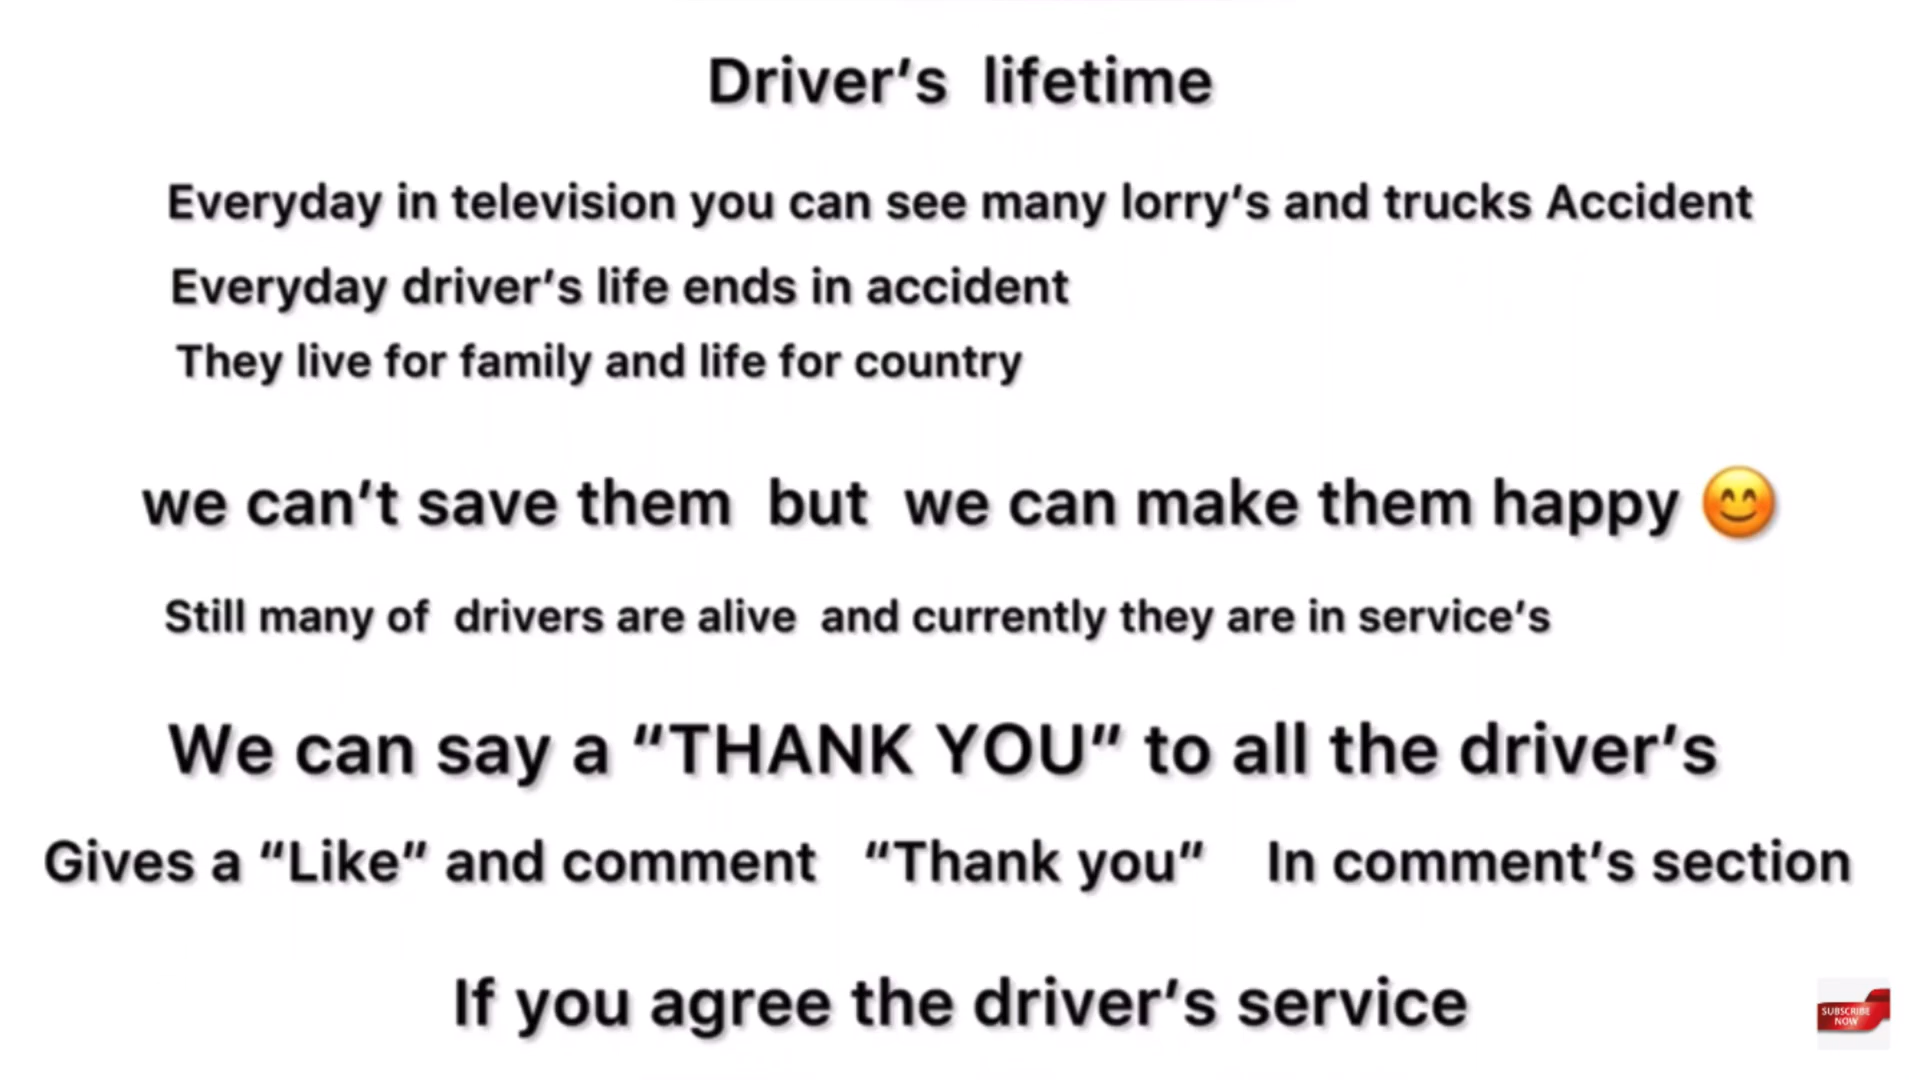 Driver’s lifetime
Everyday in television you can see many lorry’s and trucks Accident
Everyday driver’s life ends in accident
They live for family and life for country
we can’t save them but we can make them happy 😊
Still many of drivers are alive and currently they are in service’s
We can say a “THANK YOU” to all the driver’s
Gives a “Like” and comment “Thank you” In comment’s section
If you agree the driver’s service
SUBSCRIBE
NOW